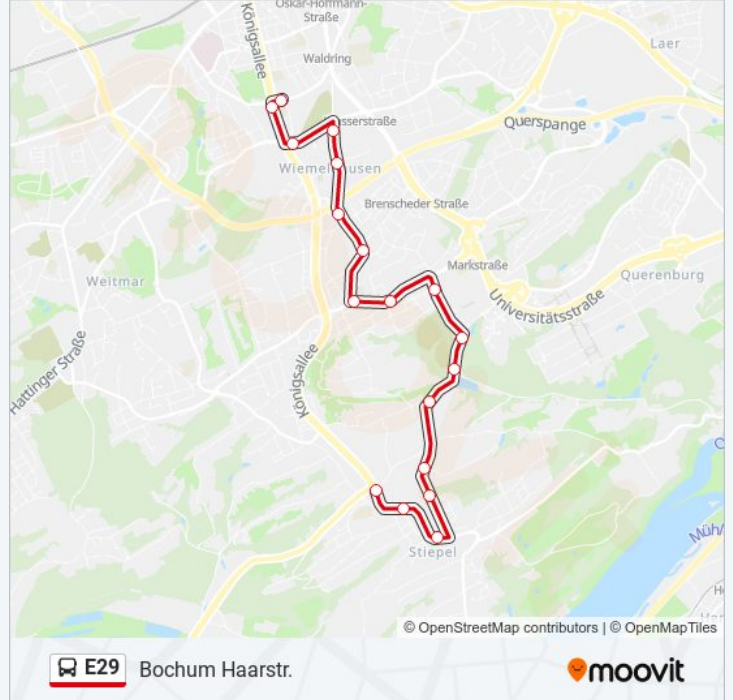 Oskar-Hoffmann-
Straße
Königsallee
Laer
Waldring
asserstraße
Querspange
Wiemelhausen
Brenscheder Straße
Markstraße
Querenburg
Weitmar
Universitätsstraße
Hattinger Straße
Königsallee
Stiepel
© OpenStreetMap contributors | © OpenMapTiles
E29 Bochum Haarstr.
moovit